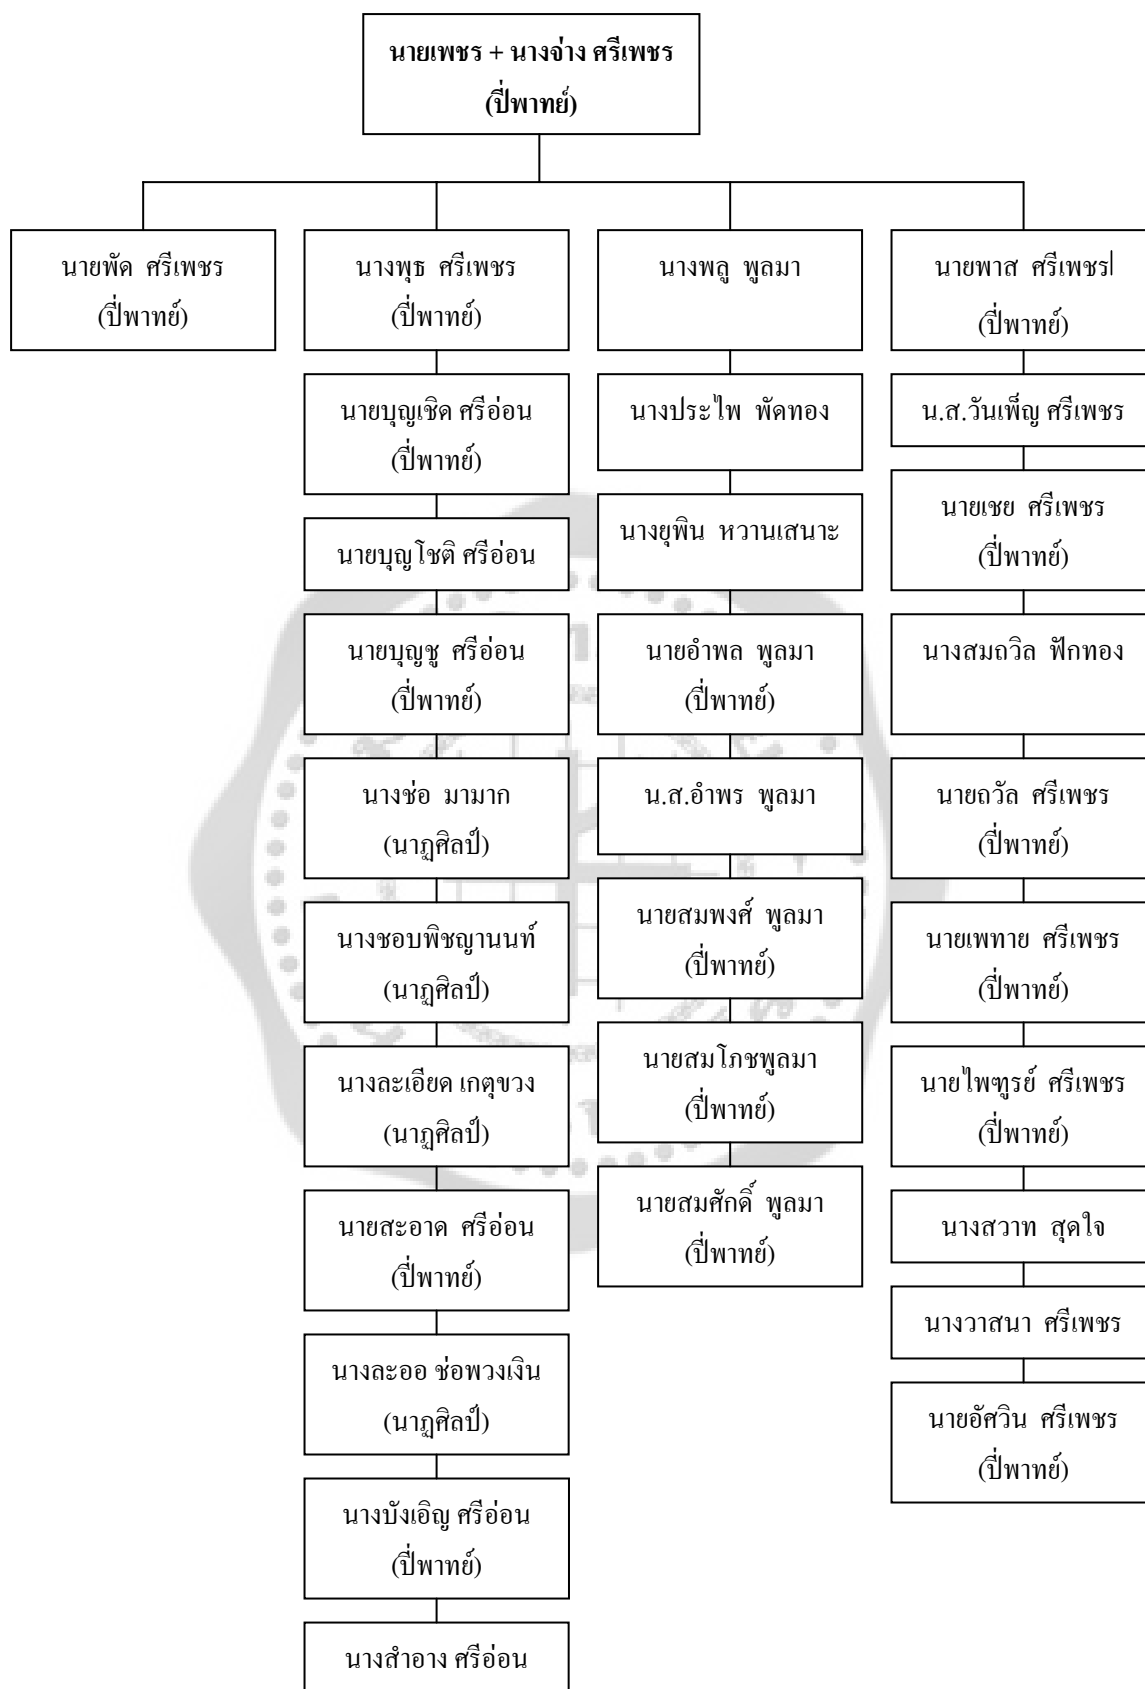 นายเพชร + นางจ่าง ศรีเพชร
(ปี่พาทย์)
นายพัด ศรีเพชร
(ปี่พาทย์)
นางพุธ ศรีเพชร
(ปี่พาทย์)
นายบุญเชิด ศรีอ่อน
(ปี่พาทย์)
นายบุญโชติ ศรีอ่อน
นายบุญชู ศรีอ่อน
(ปี่พาทย์)
นางช่อ มามาก
(นาฏศิลป์)
นางชอบพิชญานนท์
(นาฏศิลป์)
นางละเอียด เกตุขวง
(นาฏศิลป์)
นายสะอาด ศรีอ่อน
(ปี่พาทย์)
นางละออ ช่อพวงเงิน
(นาฏศิลป์)
นางบังเอิญ ศรีอ่อน
(ปี่พาทย์)
นางสำอาง ศรีอ่อน
นางพลู พูลมา
นางประไพ พัดทอง
นางยุพิน หวานเสนาะ
นายอำพล พูลมา
(ปี่พาทย์)
น.ส.อำพร พูลมา
นายสมพงศ์ พูลมา
(ปี่พาทย์)
นายสมโภชพูลมา
(ปี่พาทย์)
นายสมศักดิ์ พูลมา
(ปี่พาทย์)
นายพาส ศรีเพชร
(ปี่พาทย์)
น.ส.วันเพ็ญ ศรีเพชร
นายเชย ศรีเพชร
(ปี่พาทย์)
นางสมถวิล ฟักทอง
นายถวัล ศรีเพชร
(ปี่พาทย์)
นายเพทาย ศรีเพชร
(ปี่พาทย์)
นายไพฑูรย์ ศรีเพชร
(ปี่พาทย์)
นางสวาท สุดใจ
นางวาสนา ศรีเพชร
นายอัศวิน ศรีเพชร
(ปี่พาทย์)